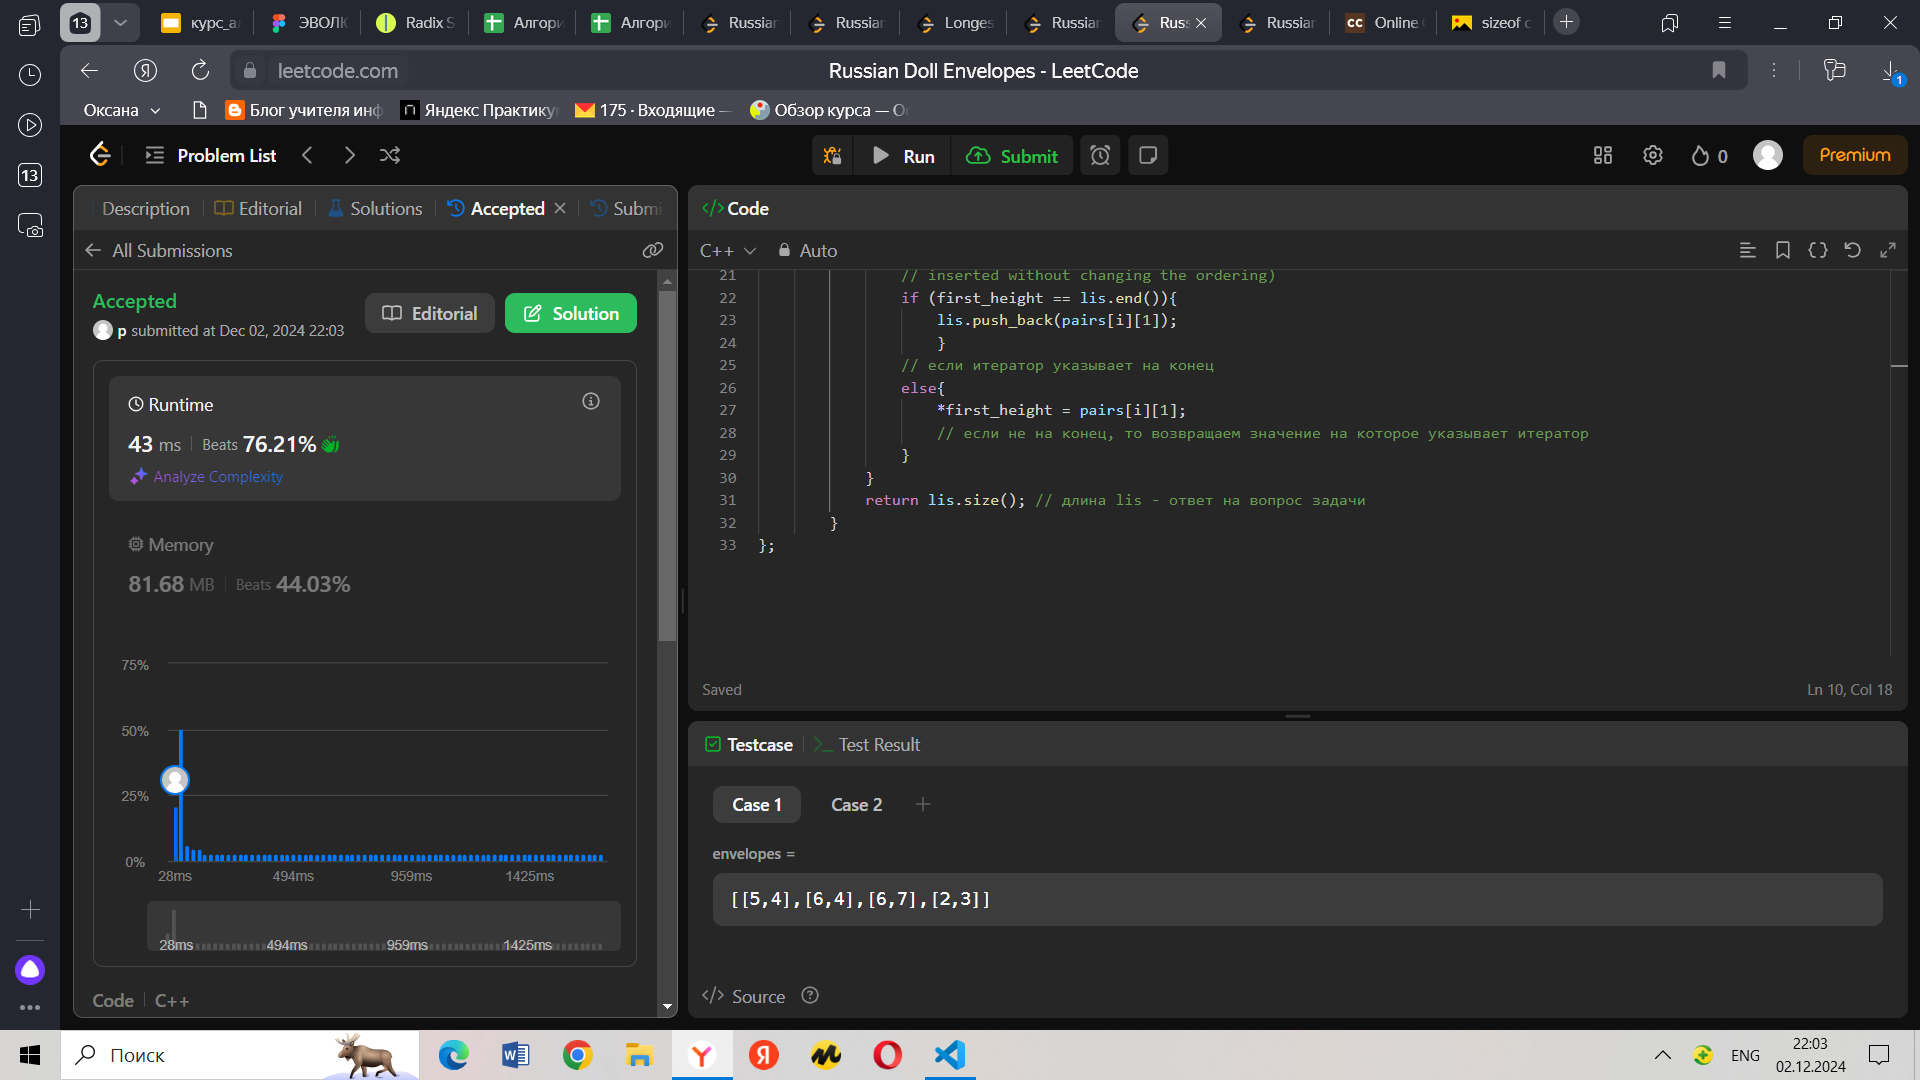 13
курс_а
ЭВОЛЮ
Radix S
Алгори
Алгори
Russian
Russian
Longes
Russian
Russ
Russian
CC
Online
sizeof c
leetcode.com
Russian Doll Envelopes - LeetCode
1
Оксана
Блог учителя инф
Яндекс Практику
175 · Входящие —
Обзор курса — О
13
Problem List
Run
Submit
0
Premium
Description
Editorial
Solutions
Accepted
Submi
All Submissions
Accepted
p submitted at Dec 02, 2024 22:03
Editorial
Solution
Runtime
43 ms
Beats 76.21%
Analyze Complexity
Memory
81.68 MB
Beats 44.03%
75%
50%
25%
0%
28ms 494ms 959ms 1425ms
28ms 494ms 959ms 1425ms
Code | C++
</> Code
C++
Auto
21 // inserted without changing the ordering)
22 if (first_height == lis.end()){
23 lis.push_back(pairs[i][1]);
24 }
25 // если итератор указывает на конец
26 else{
27 *first_height = pairs[i][1];
28 // если не на конец, то возвращаем значение на которое указывает итератор
29 }
30 }
31 return lis.size(); // длина lis - ответ на вопрос задачи
32 }
33 };
Saved
Ln 10, Col 18
Testcase
>_ Test Result
Case 1
Case 2
envelopes =
[[5,4],[6,4],[6,7],[2,3]]
</> Source
Поиск
ENG
22:03
02.12.2024